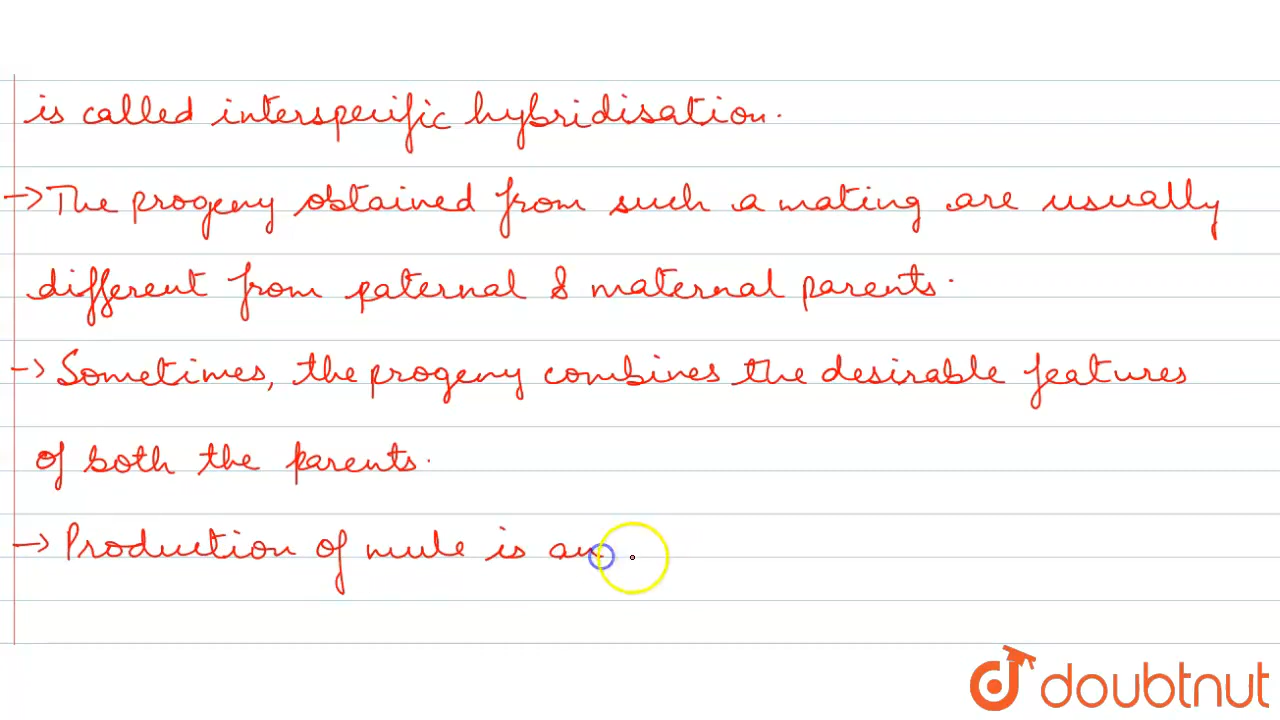 is called interspecific hybridisation.
→ The progeny obtained from such a mating are usually
different from paternal & maternal parents.
→ Sometimes, the progeny combines the desirable features
of both the parents.
→ Production of mule is an
doubtnut